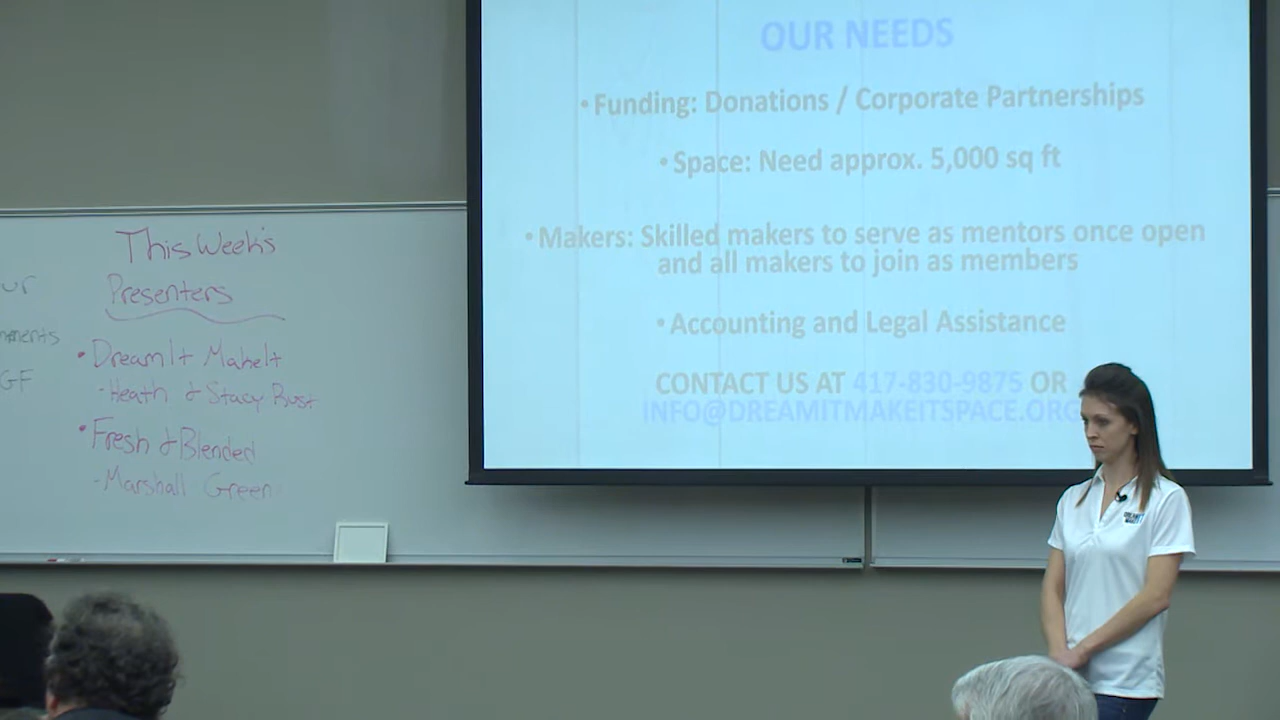 OUR NEEDS
• Funding: Donations / Corporate Partnerships
• Space: Need approx. 5,000 sq ft
• Makers: Skilled makers to serve as mentors once open
and all makers to join as members
• Accounting and Legal Assistance
CONTACT US AT 417-830-9875 OR
INFO@DREAMITMAKEITSPACE.ORG
This Week's
Presenters
• DreamIt MakeIt
- Heath & Stacy Bust
• Fresh & Blended
- Marshall Green
ur
mments
GF